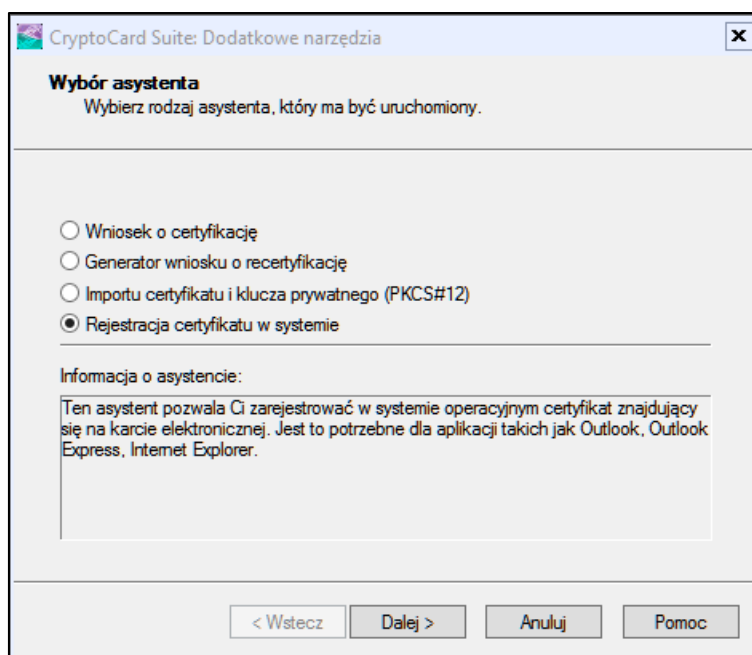 CryptoCard Suite: Dodatkowe narzędzia
Wybór asystenta
Wybierz rodzaj asystenta, który ma być uruchomiony.
Wniosek o certyfikację
Generator wniosku o recertyfikację
Importu certyfikatu i klucza prywatnego (PKCS#12)
Rejestracja certyfikatu w systemie
Informacja o asystencie:
Ten asystent pozwala Ci zarejestrować w systemie operacyjnym certyfikat znajdujący
się na karcie elektronicznej. Jest to potrzebne dla aplikacji takich jak Outlook, Outlook
Express, Internet Explorer.
< Wstecz Dalej > Anuluj Pomoc